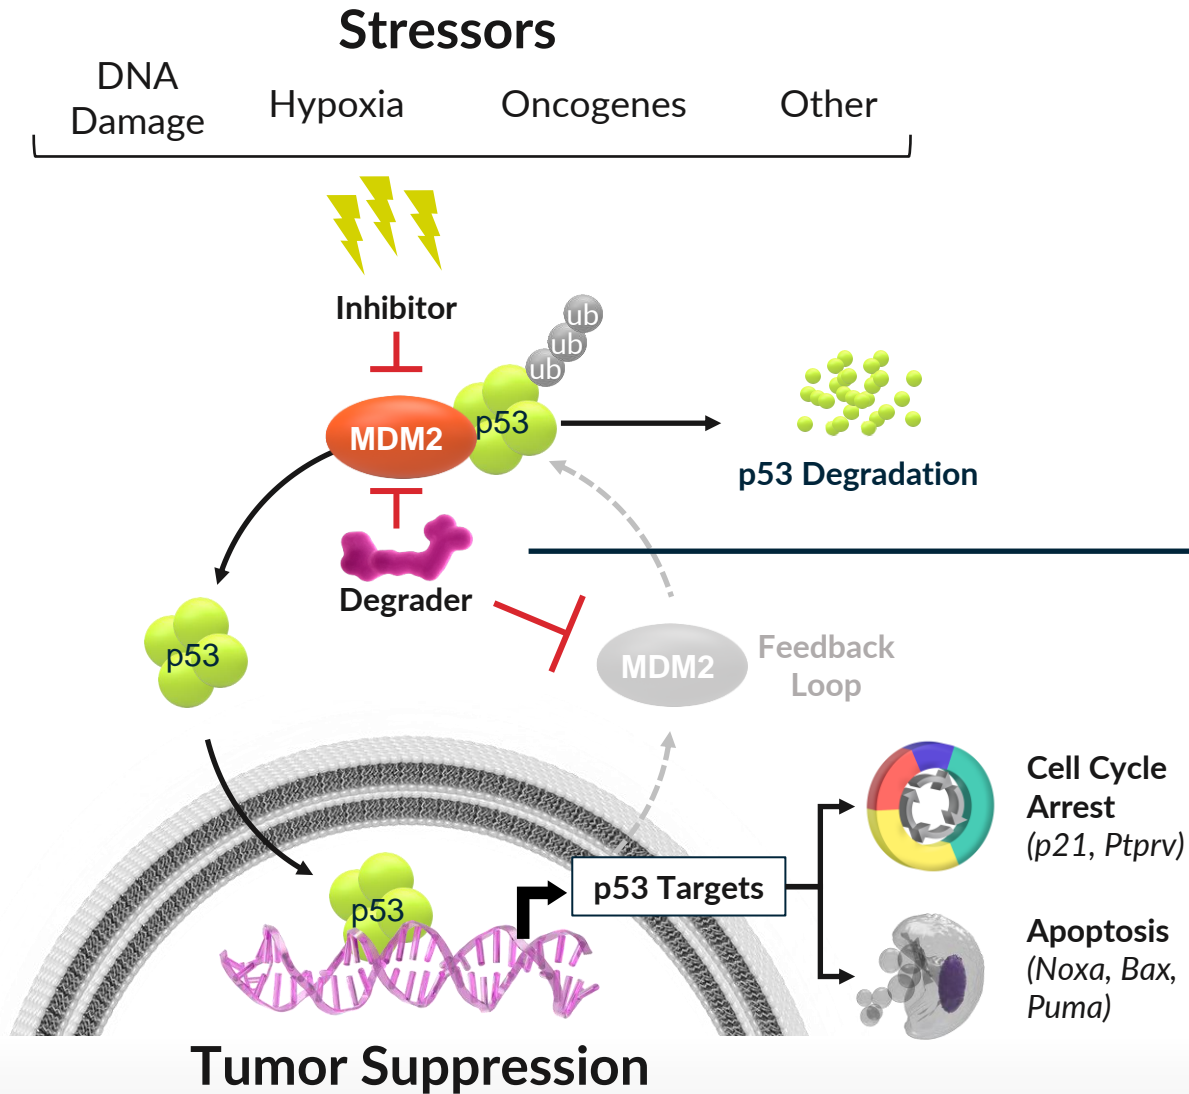 Stressors
DNA
Damage
Hypoxia
Oncogenes
Other
Inhibitor
ub
ub
ub
MDM2
p53
p53 Degradation
Degrader
p53
MDM2
Feedback
Loop
Cell Cycle
Arrest
(p21, Ptprv)
p53 Targets
p53
Apoptosis
(Noxa, Bax,
Puma)
Tumor Suppression